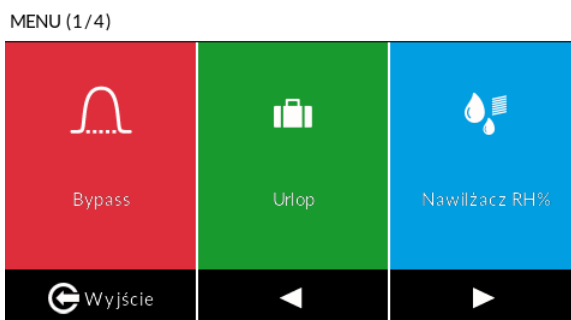 MENU (1/4)
Bypass
Urlop
Nawilżacz RH%
Wyjście